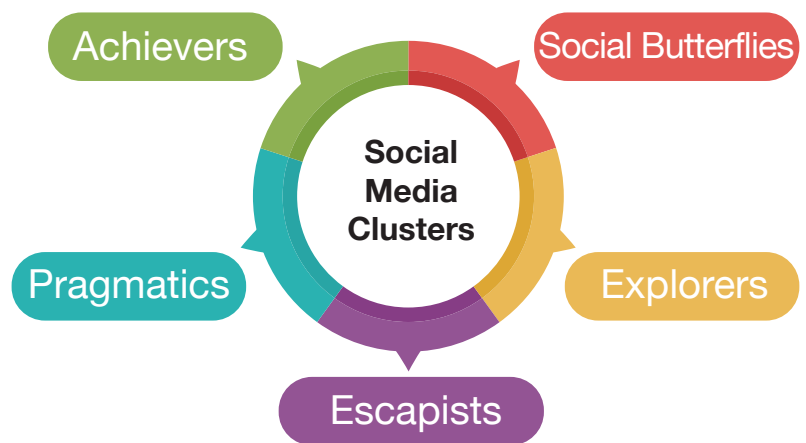 Achievers
Social Butterflies
Social
Media
Clusters
Pragmatics
Explorers
Escapists